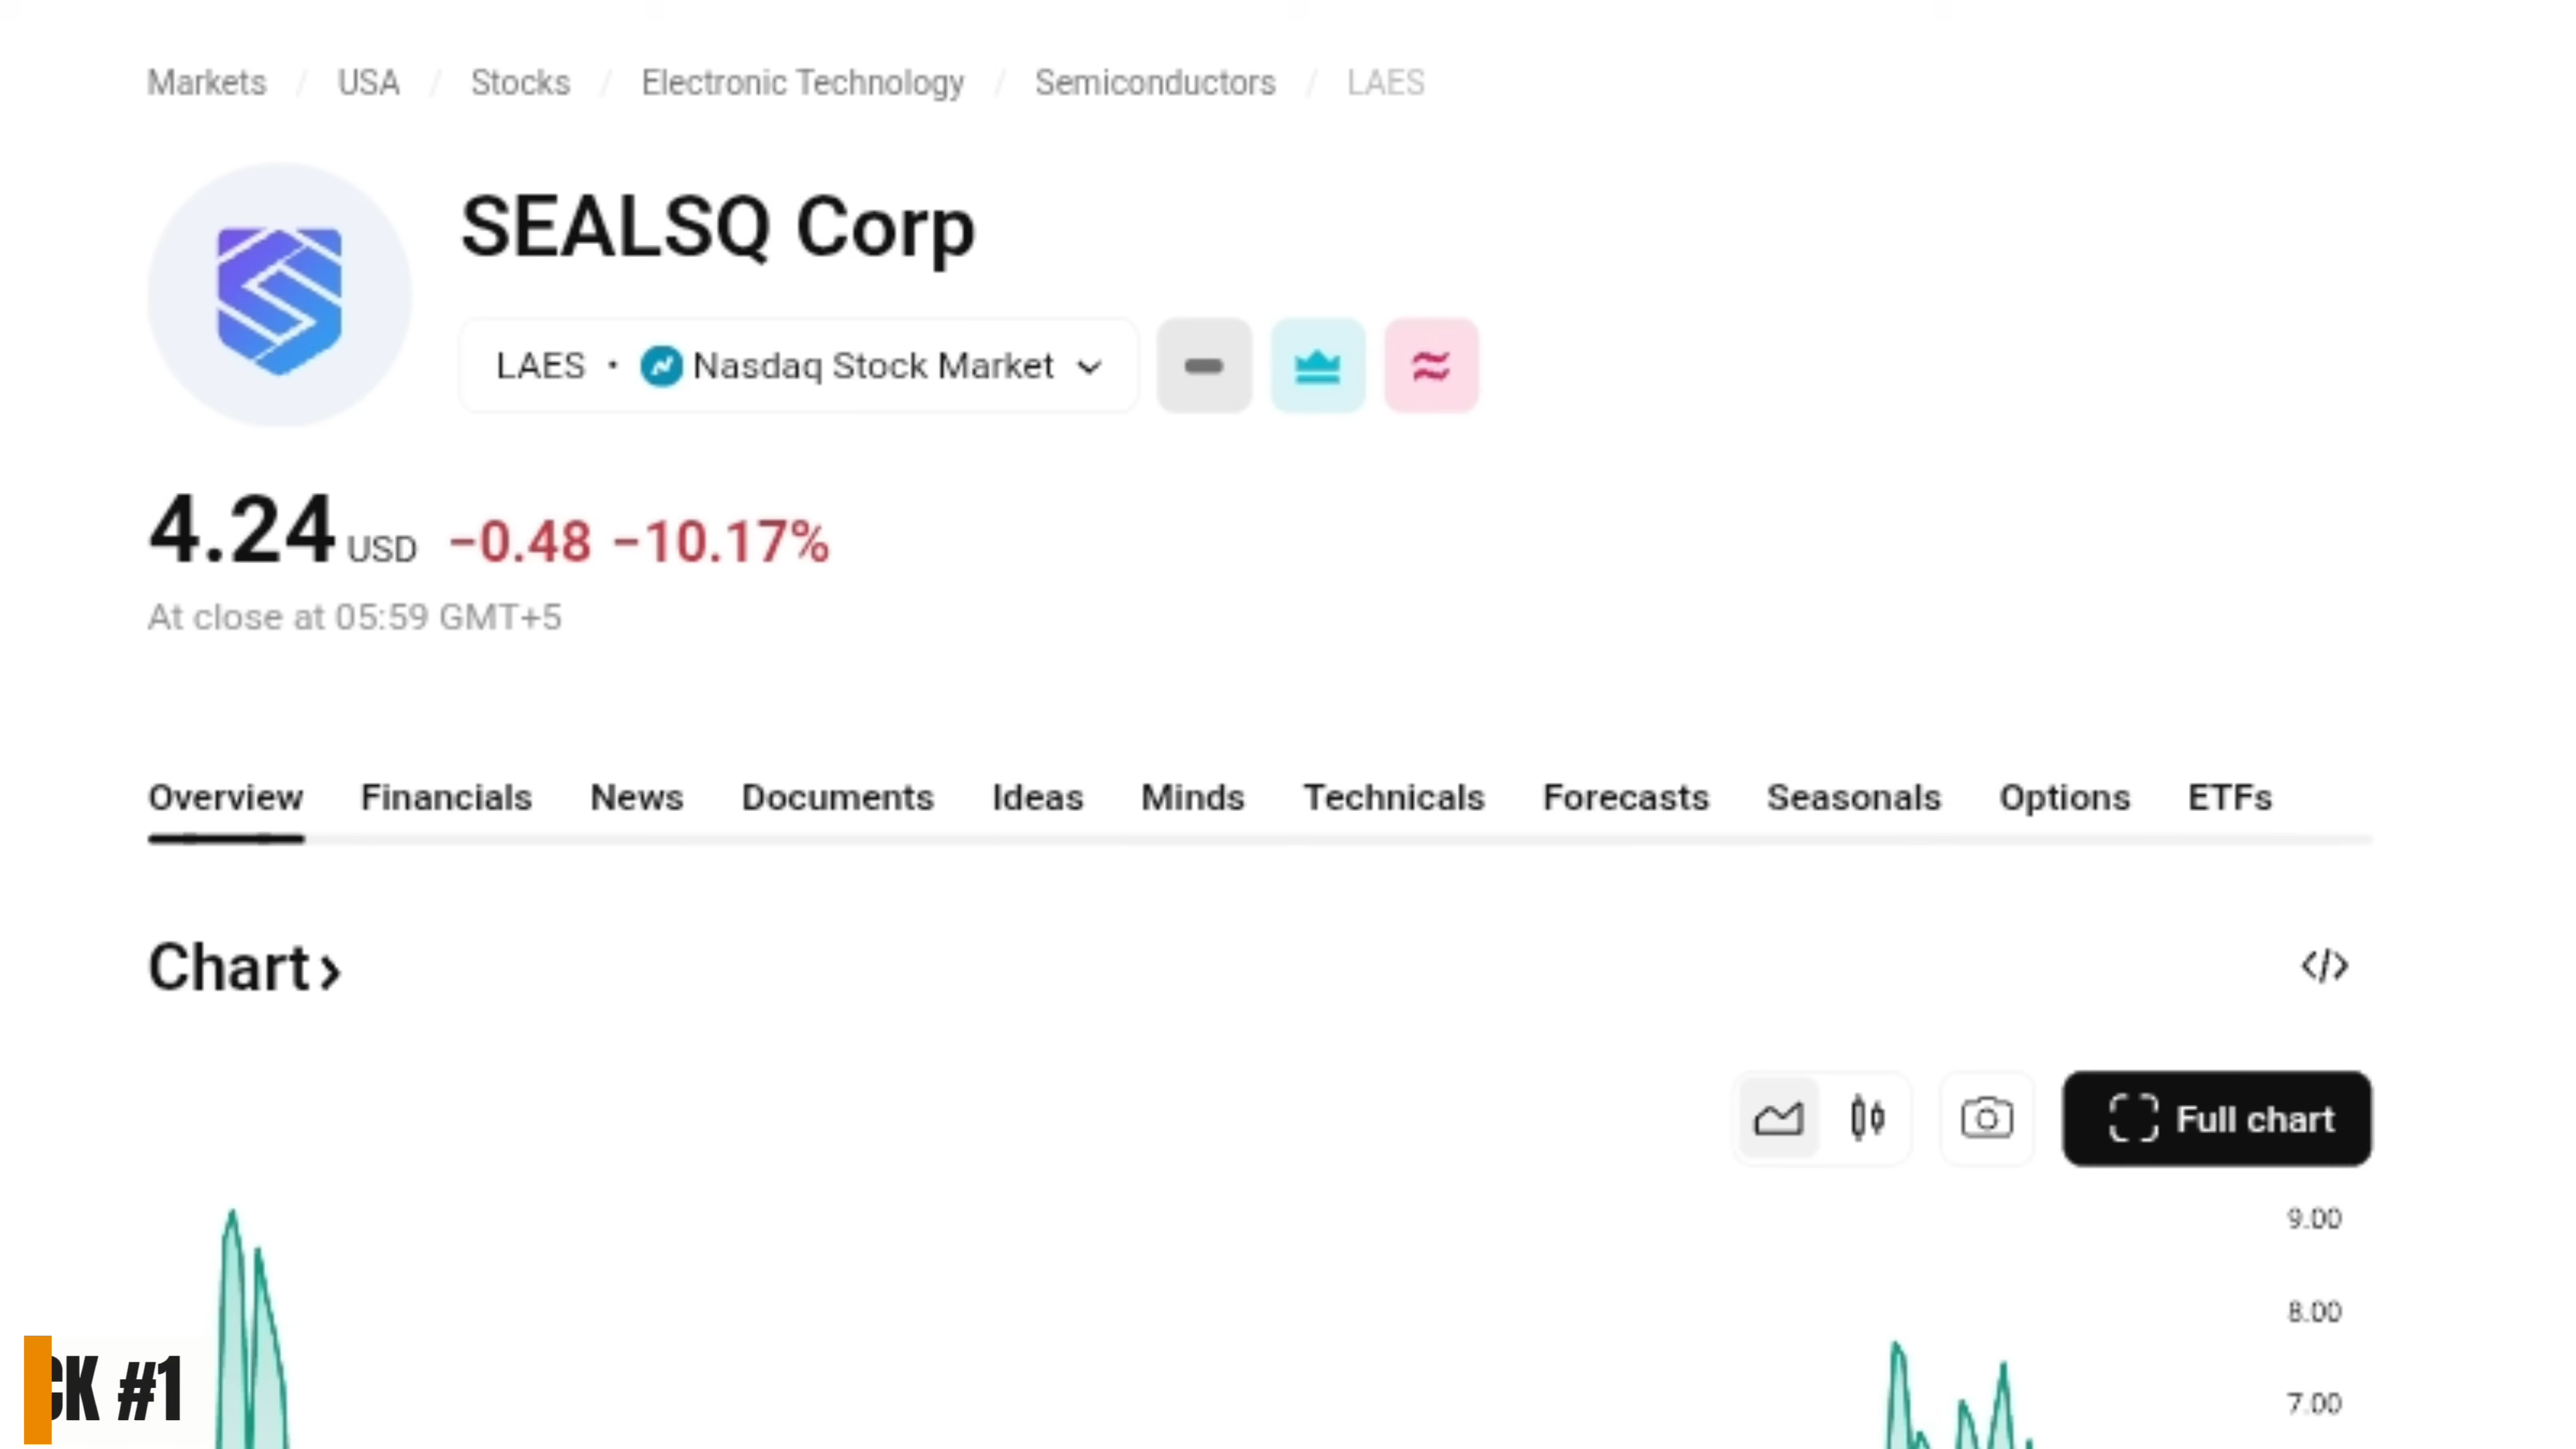 Markets / USA / Stocks / Electronic Technology / Semiconductors / LAES
SEALSQ Corp
LAES • Nasdaq Stock Market
4.24 USD −0.48 −10.17%
At close at 05:59 GMT+5
Overview Financials News Documents Ideas Minds Technicals Forecasts Seasonals Options ETFs
Chart ›
Full chart
9.00
8.00
7.00
CK #1